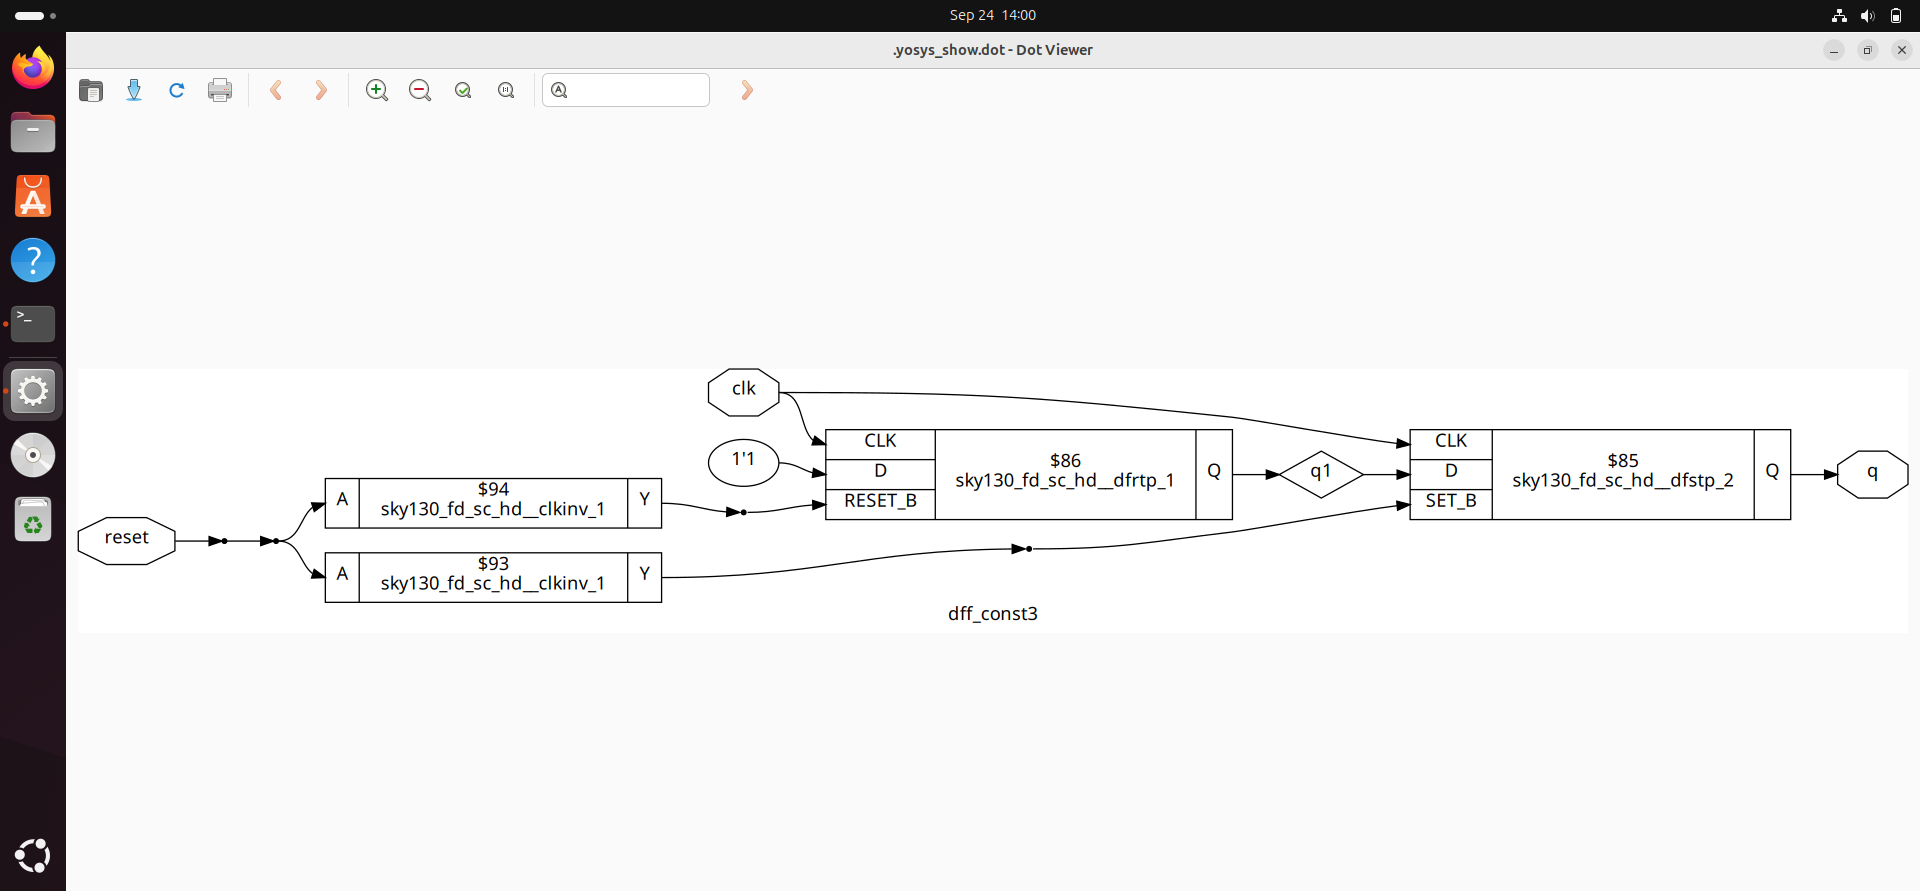 Sep 24 14:00
.yosys_show.dot - Dot Viewer
clk
1'1
CLK
D
RESET_B
$86
sky130_fd_sc_hd__dfrtp_1
Q
q1
CLK
D
SET_B
$85
sky130_fd_sc_hd__dfstp_2
Q
q
reset
A
$94
sky130_fd_sc_hd__clkinv_1
Y
A
$93
sky130_fd_sc_hd__clkinv_1
Y
dff_const3